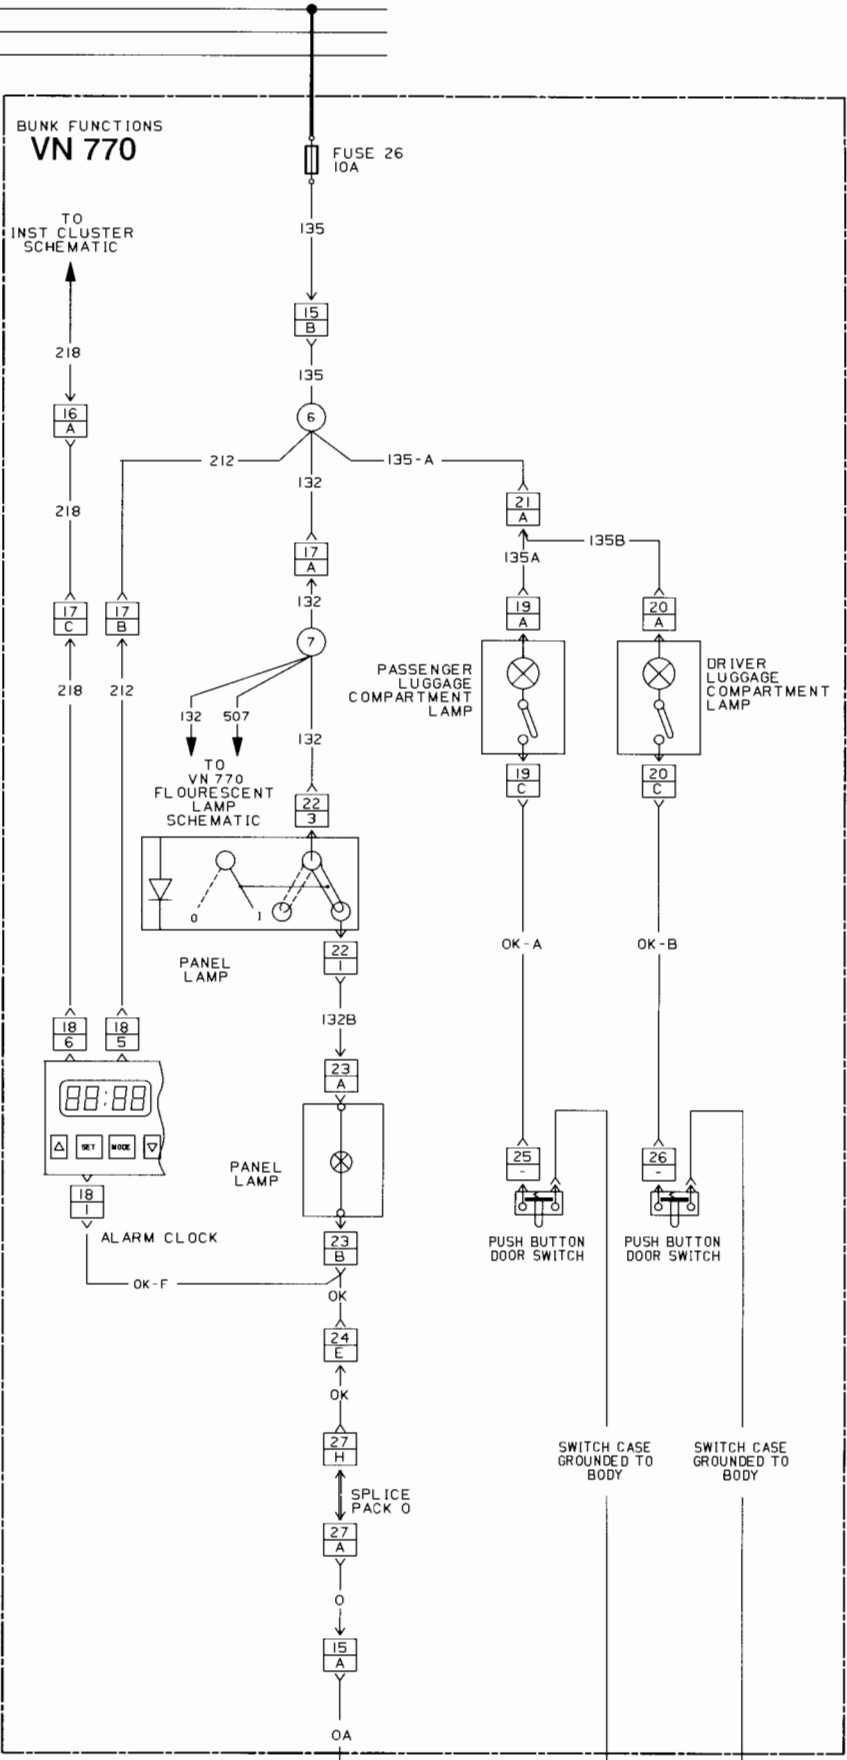 BUNK FUNCTIONS
VN 770
FUSE 26
10A
TO
INST CLUSTER
SCHEMATIC
135
15
B
218
135
16
A
6
212
135-A
132
21
A
218
135B
17
A
135A
132
17
C
17
B
19
A
20
A
7
218
212
132
507
132
PASSENGER
LUGGAGE
COMPARTMENT
LAMP
DRIVER
LUGGAGE
COMPARTMENT
LAMP
TO
VN 770
FLOURESCENT
LAMP
SCHEMATIC
19
C
20
C
22
3
0
1
PANEL
LAMP
22
1
OK-A
OK-B
132B
18
6
18
5
23
A
88:88
SET
MODE
PANEL
LAMP
25
-
26
-
18
1
ALARM CLOCK
23
B
PUSH BUTTON
DOOR SWITCH
PUSH BUTTON
DOOR SWITCH
OK-F
OK
24
E
OK
27
H
SWITCH CASE
GROUNDED TO
BODY
SWITCH CASE
GROUNDED TO
BODY
SPLICE
PACK 0
27
A
0
15
A
0A